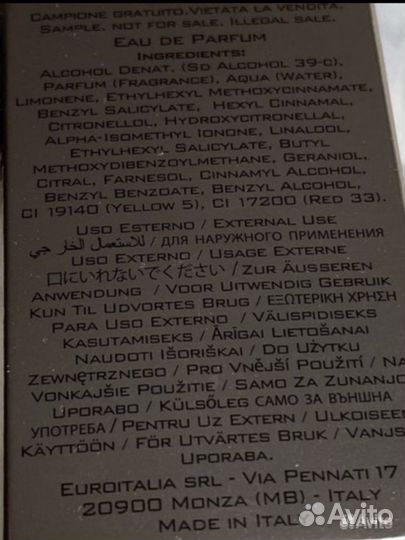 Campione gratuito. Vietata la vendita.
Sample, not for sale. Illegal sale.
Eau de Parfum
Ingredients:
Alcohol Denat. (SD Alcohol 39-C),
Parfum (Fragrance), Aqua (Water),
Limonene, Ethylhexyl Methoxycinnamate,
Benzyl Salicylate, Hexyl Cinnamal,
Citronellol, Hydroxycitronellal,
Alpha-Isomethyl Ionone, Linalool,
Ethylhexyl Salicylate, Butyl
Methoxydibenzoylmethane, Geraniol,
Citral, Farnesol, Cinnamyl Alcohol,
Benzyl Benzoate, Benzyl Alcohol,
CI 19140 (Yellow 5), CI 17200 (Red 33).
Uso Esterno / External Use
للاستعمال الخارجي / ДЛЯ НАРУЖНОГО ПРИМЕНЕНИЯ
Uso Externo / Usage Externe
口にいれないでください / Zur Äusseren
Anwendung / Voor Uitwendig Gebruik
Kun Til Udvortes Brug / ΕΞΩΤΕΡΙΚΗ ΧΡΗΣΗ
Para Uso Externo / Välispidiseks
Kasutamiseks / Ārīgai Lietošanai
Naudoti Išoriškai / Do Użytku
Zewnętrznego / Pro Vnější Použití / Na
Vonkajšie Použitie / Samo Za Zunanjo
Uporabo / Külsőleg САМО ЗА ВЪНШНА
УПОТРЕБА / Pentru Uz Extern / Ulkoiseen
Käyttöön / För Utvärtes Bruk / Vanjs
Uporaba.
Euroitalia srl - Via Pennati 17
20900 Monza (MB) - Italy
Made in Italy
Avito